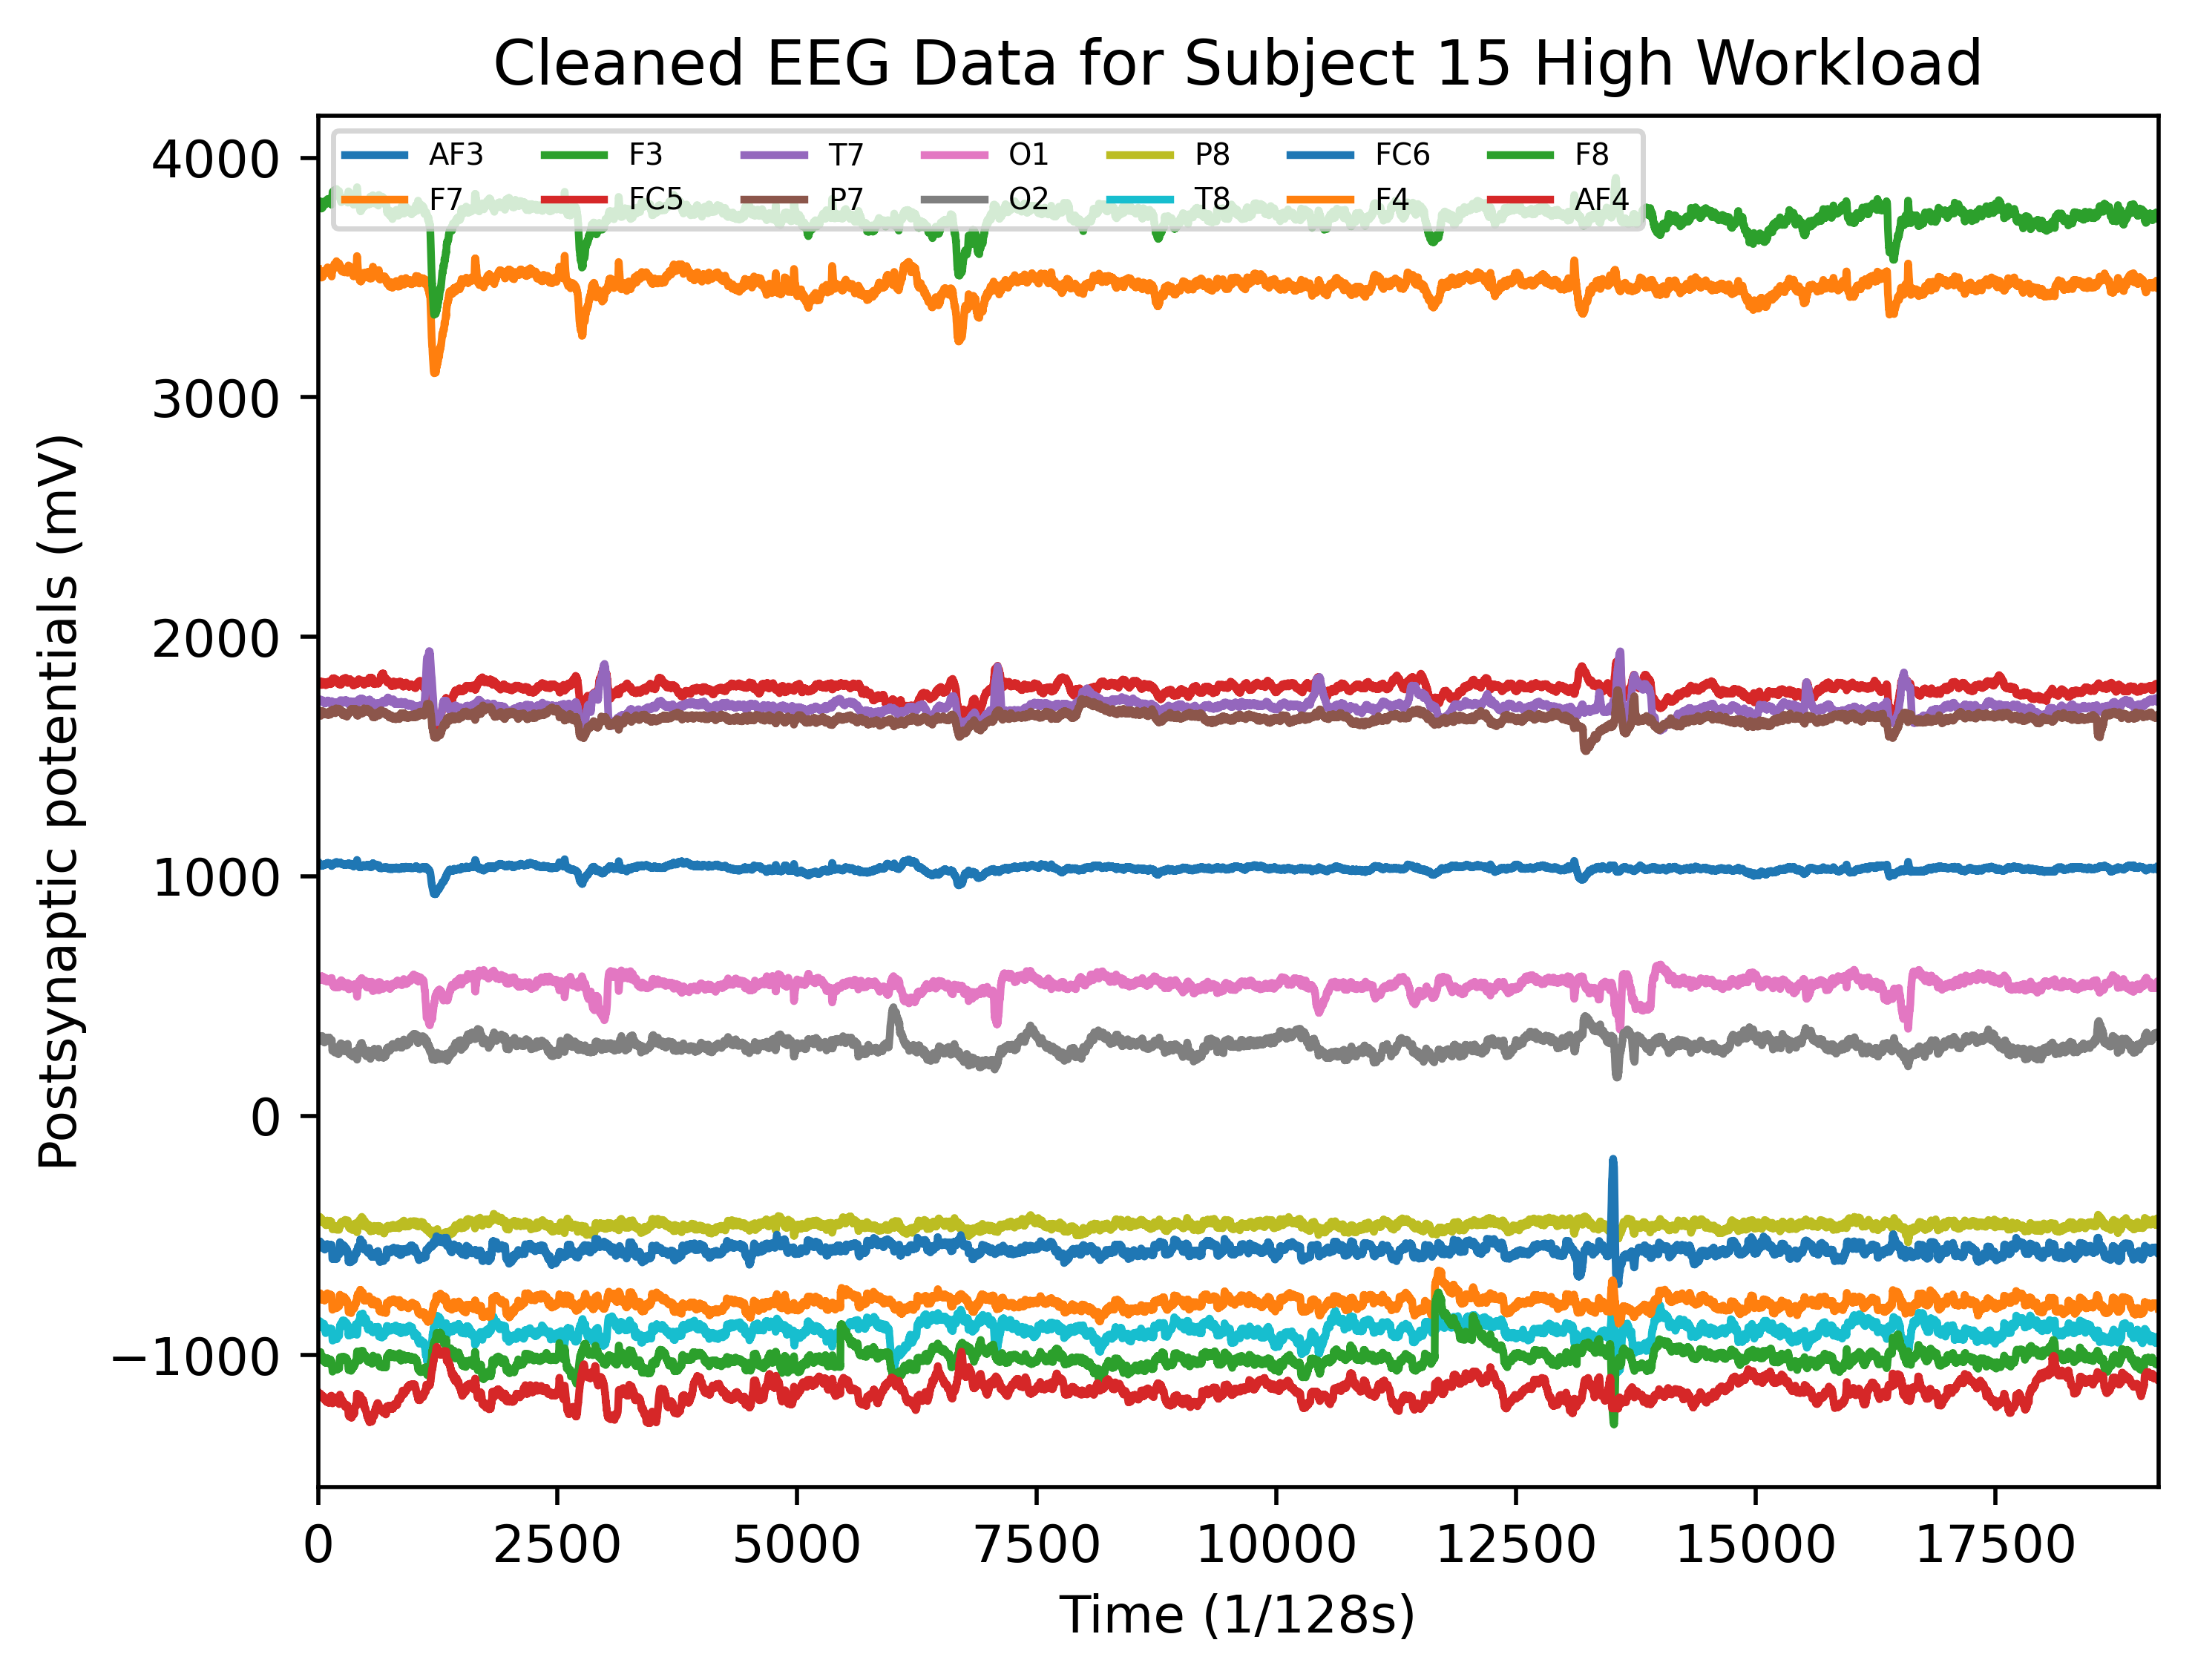 Cleaned EEG Data for Subject 15 High Workload
AF3 F3 T7 O1 P8 FC6 F8
F7 FC5 P7 O2 T8 F4 AF4
4000
3000
2000
1000
0
−1000
Postsynaptic potentials (mV)
0 2500 5000 7500 10000 12500 15000 17500
Time (1/128s)